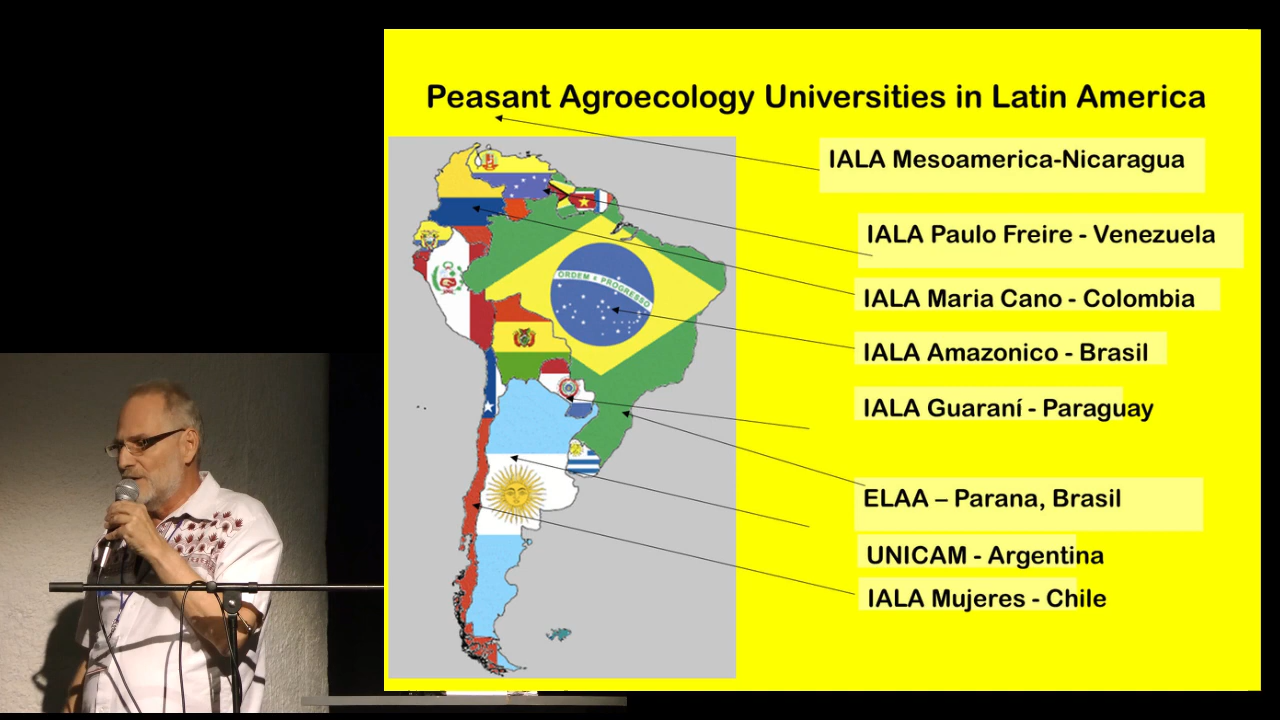 Peasant Agroecology Universities in Latin America
IALA Mesoamerica-Nicaragua
IALA Paulo Freire - Venezuela
IALA Maria Cano - Colombia
IALA Amazonico - Brasil
IALA Guaraní - Paraguay
ELAA – Parana, Brasil
UNICAM - Argentina
IALA Mujeres - Chile
ORDEM E PROGRESSO